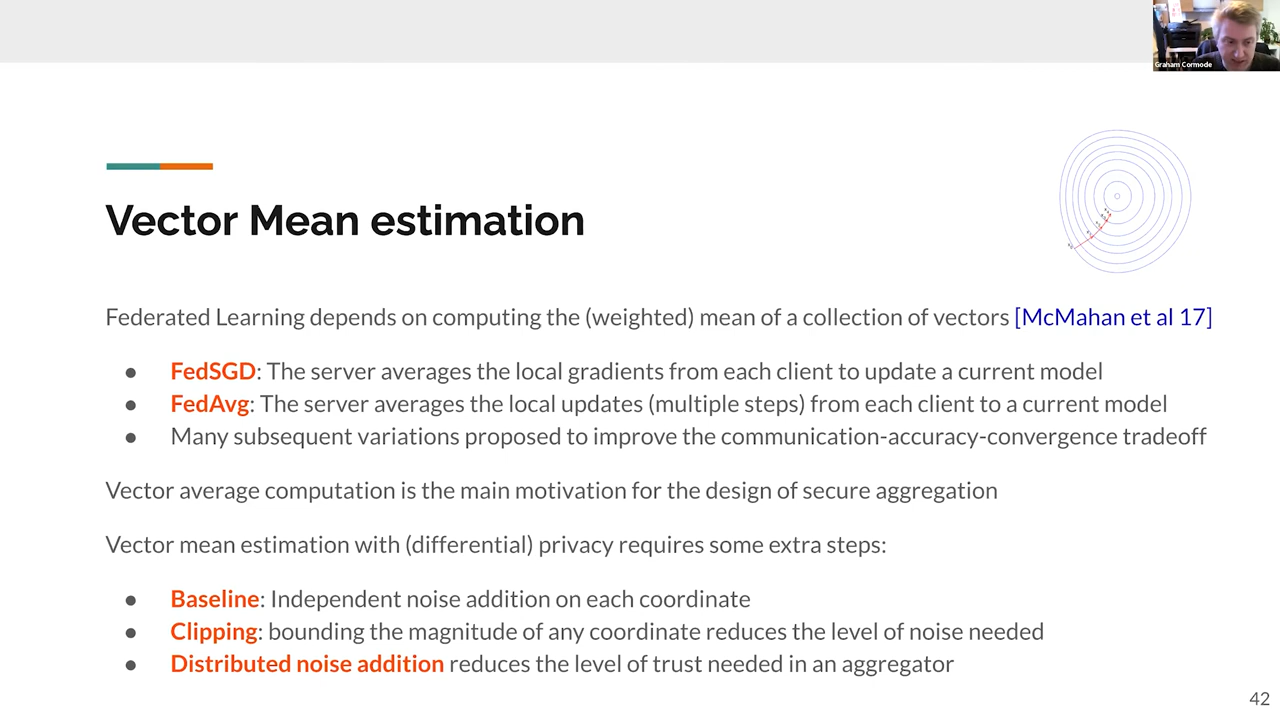 Graham Cormode
Vector Mean estimation
Federated Learning depends on computing the (weighted) mean of a collection of vectors [McMahan et al 17]
● FedSGD: The server averages the local gradients from each client to update a current model
● FedAvg: The server averages the local updates (multiple steps) from each client to a current model
● Many subsequent variations proposed to improve the communication-accuracy-convergence tradeoff
Vector average computation is the main motivation for the design of secure aggregation
Vector mean estimation with (differential) privacy requires some extra steps:
● Baseline: Independent noise addition on each coordinate
● Clipping: bounding the magnitude of any coordinate reduces the level of noise needed
● Distributed noise addition reduces the level of trust needed in an aggregator
42